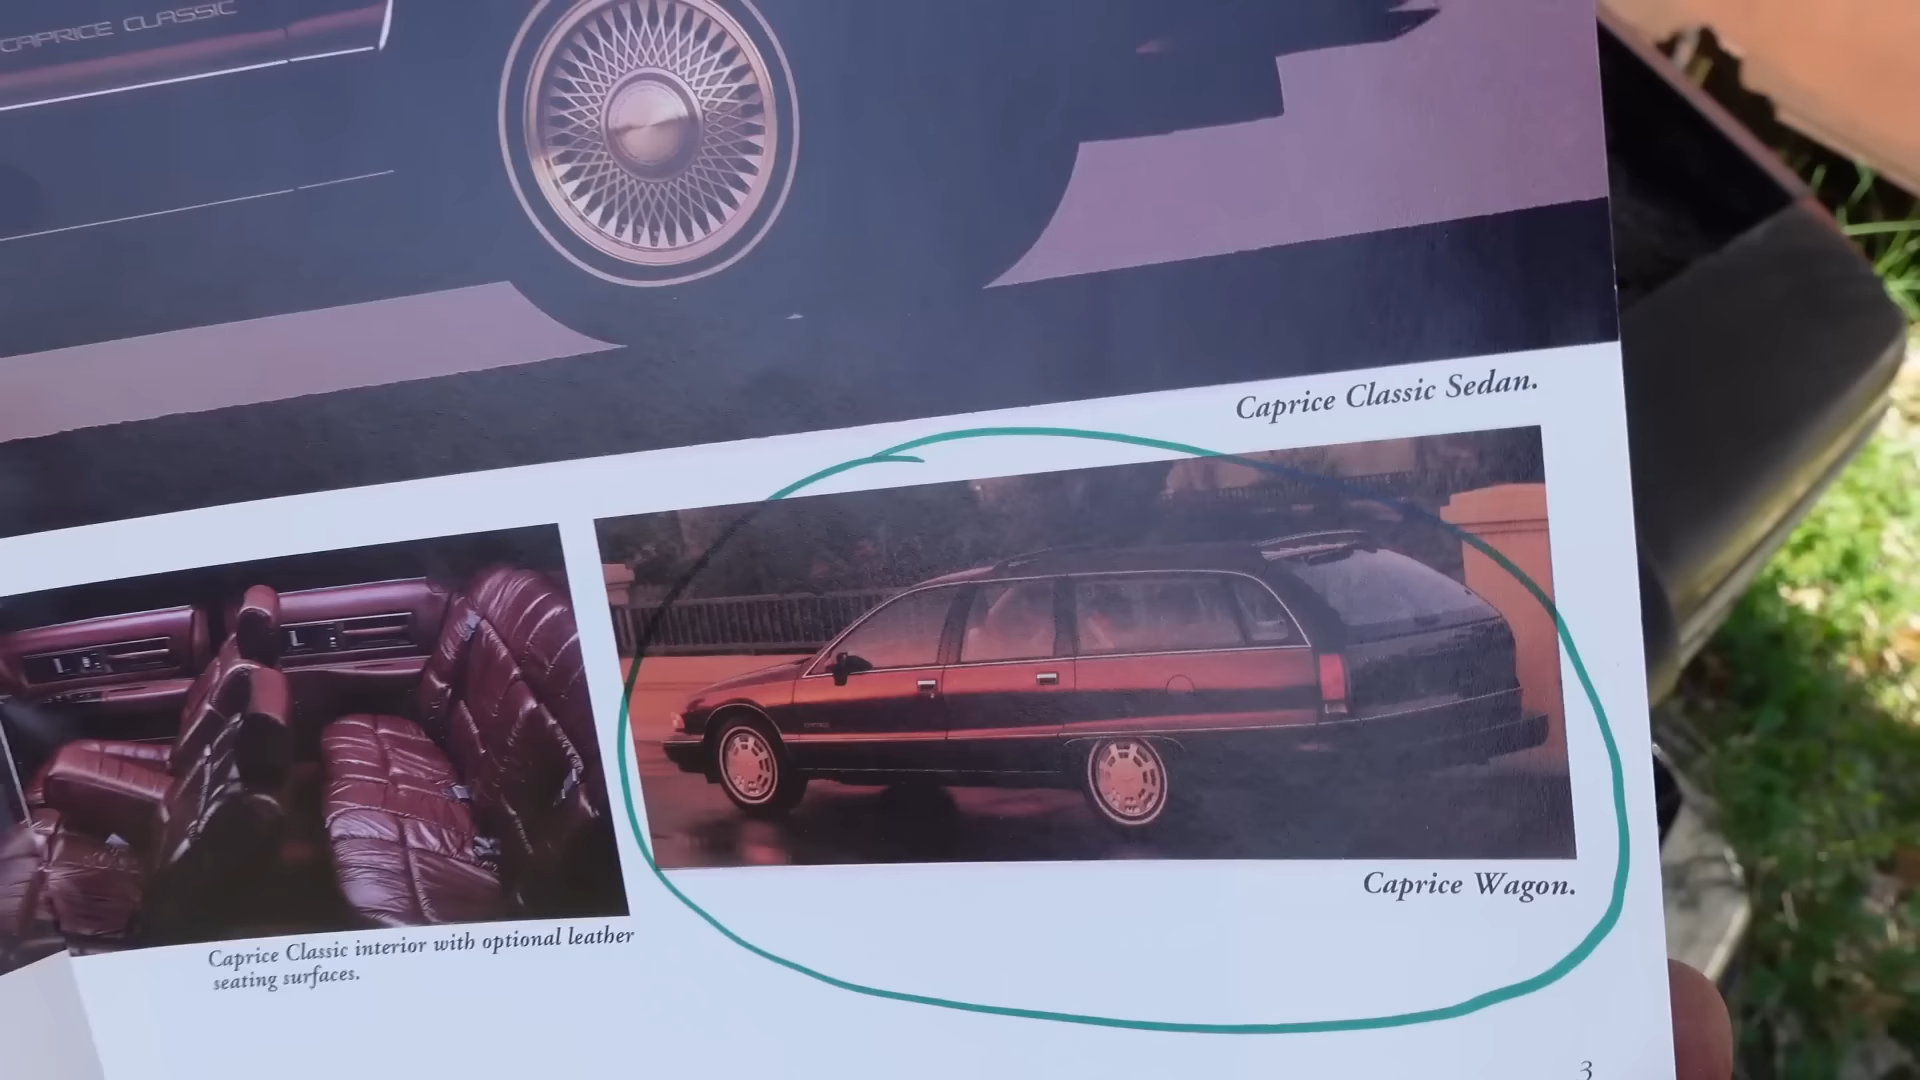 CAPRICE CLASSIC
Caprice Classic Sedan.
Caprice Wagon.
Caprice Classic interior with optional leather
seating surfaces.
3